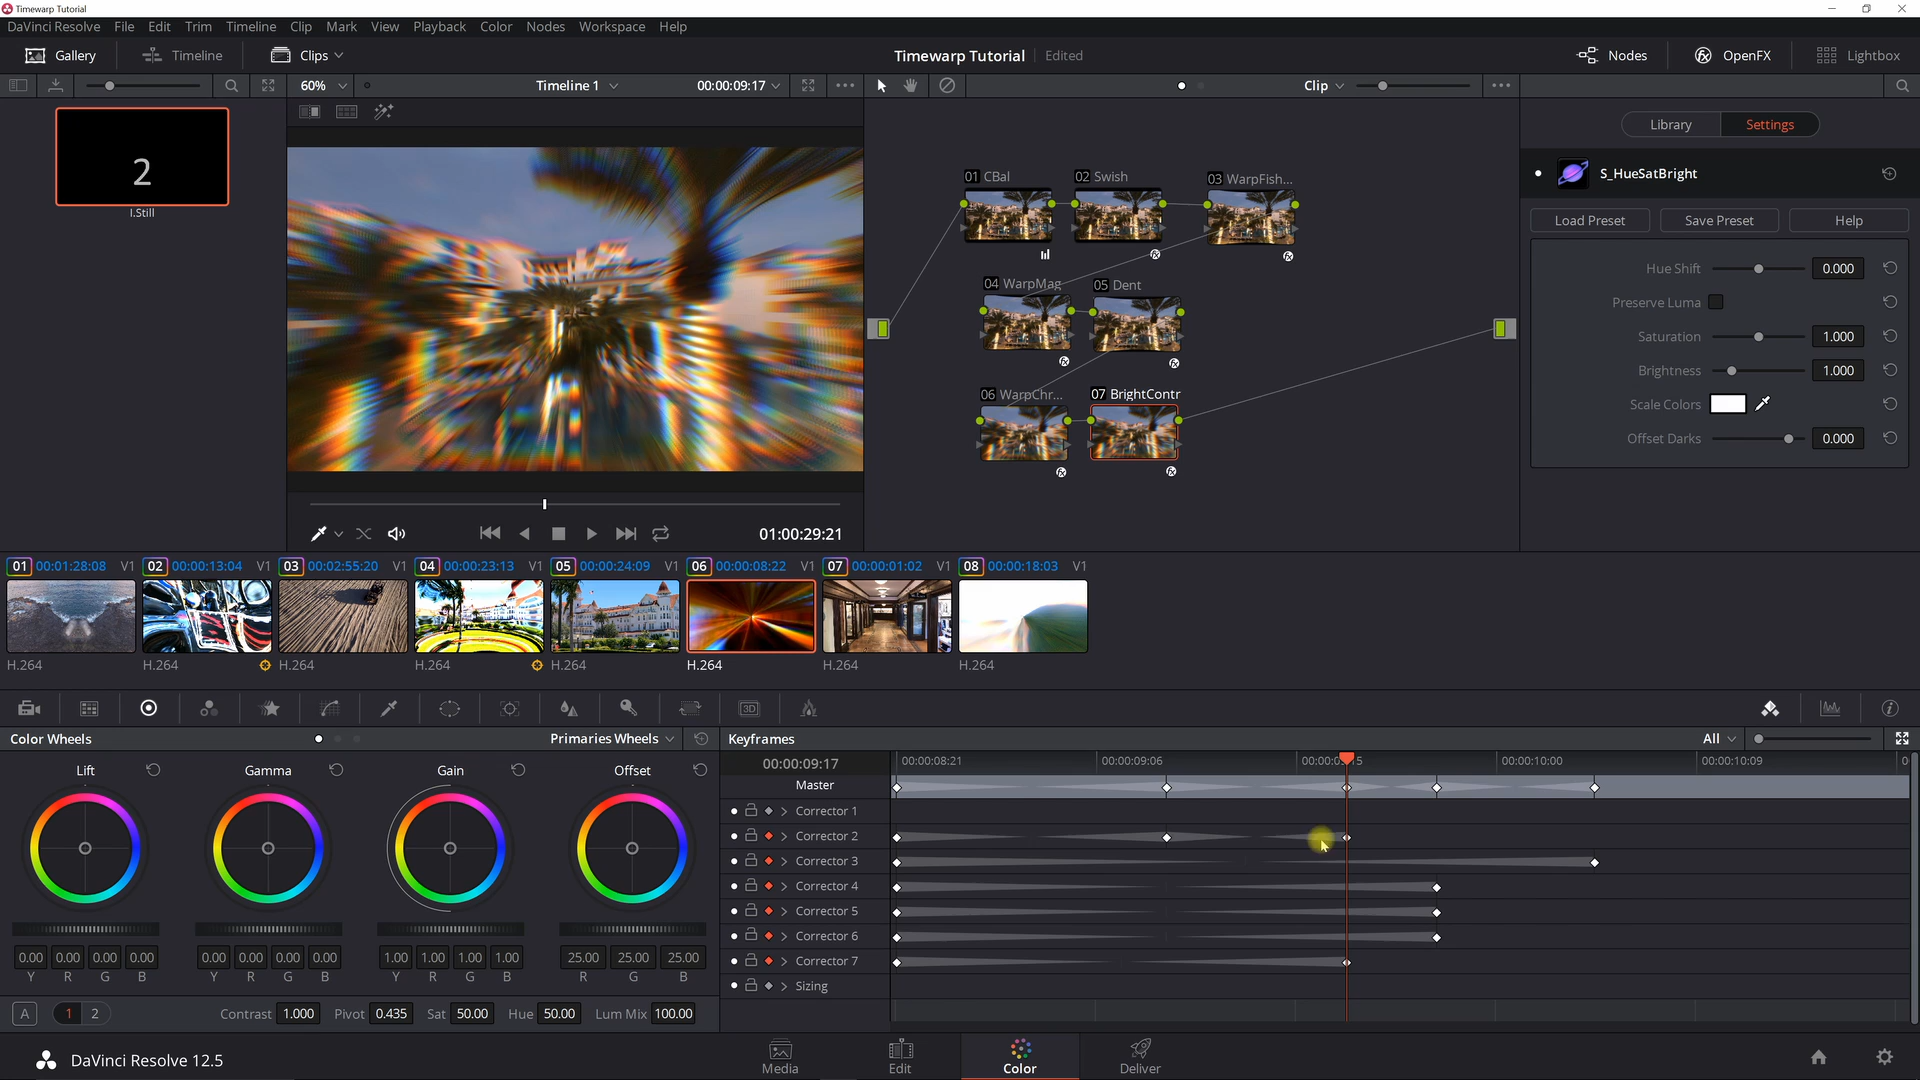 Timewarp Tutorial
DaVinci Resolve File Edit Trim Timeline Clip Mark View Playback Color Nodes Workspace Help
Gallery Timeline Clips Timewarp Tutorial Edited Nodes OpenFX Lightbox
60% Timeline 1 00:00:09:17 Clip
Library Settings
2
I.Still
S_HueSatBright
Load Preset Save Preset Help
Hue Shift 0.000
Preserve Luma
Saturation 1.000
Brightness 1.000
Scale Colors
Offset Darks 0.000
01 CBal 02 Swish 03 WarpFish...
04 WarpMag 05 Dent
06 WarpChr... 07 BrightContr
01:00:29:21
01 00:01:28:08 V1 02 00:00:13:04 V1 03 00:02:55:20 V1 04 00:00:23:13 V1 05 00:00:24:09 V1 06 00:00:08:22 V1 07 00:00:01:02 V1 08 00:00:18:03 V1
H.264 H.264 H.264 H.264 H.264 H.264 H.264 H.264
3D
Color Wheels Primaries Wheels Keyframes All
Lift Gamma Gain Offset
0.00 0.00 0.00 0.00 0.00 0.00 0.00 0.00 1.00 1.00 1.00 1.00 25.00 25.00 25.00
Y R G B Y R G B Y R G B R G B
A 1 2 Contrast 1.000 Pivot 0.435 Sat 50.00 Hue 50.00 Lum Mix 100.00
00:00:09:17 00:00:08:21 00:00:09:06 00:00:10:00 00:00:10:09
Master
Corrector 1
Corrector 2
Corrector 3
Corrector 4
Corrector 5
Corrector 6
Corrector 7
Sizing
DaVinci Resolve 12.5 Media Edit Color Deliver